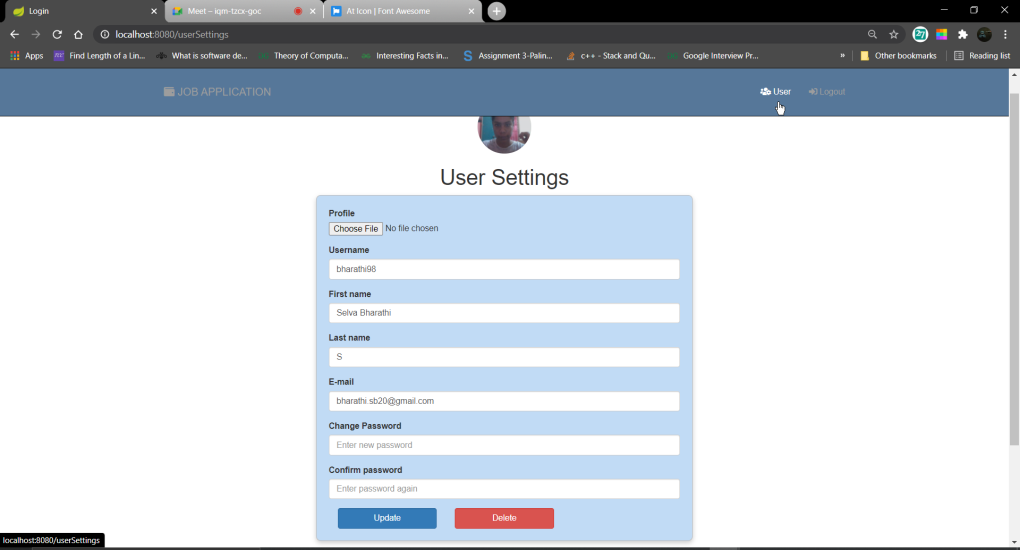 Login
Meet – iqm-tzcx-goc
At Icon | Font Awesome
localhost:8080/userSettings
Apps
Find Length of a Lin...
What is software de...
Theory of Computa...
Interesting Facts in...
Assignment 3-Palin...
c++ - Stack and Qu...
Google Interview Pr...
»
Other bookmarks
Reading list
JOB APPLICATION
User
Logout
User Settings
Profile
Choose File No file chosen
Username
bharathi98
First name
Selva Bharathi
Last name
S
E-mail
bharathi.sb20@gmail.com
Change Password
Enter new password
Confirm password
Enter password again
Update
Delete
localhost:8080/userSettings